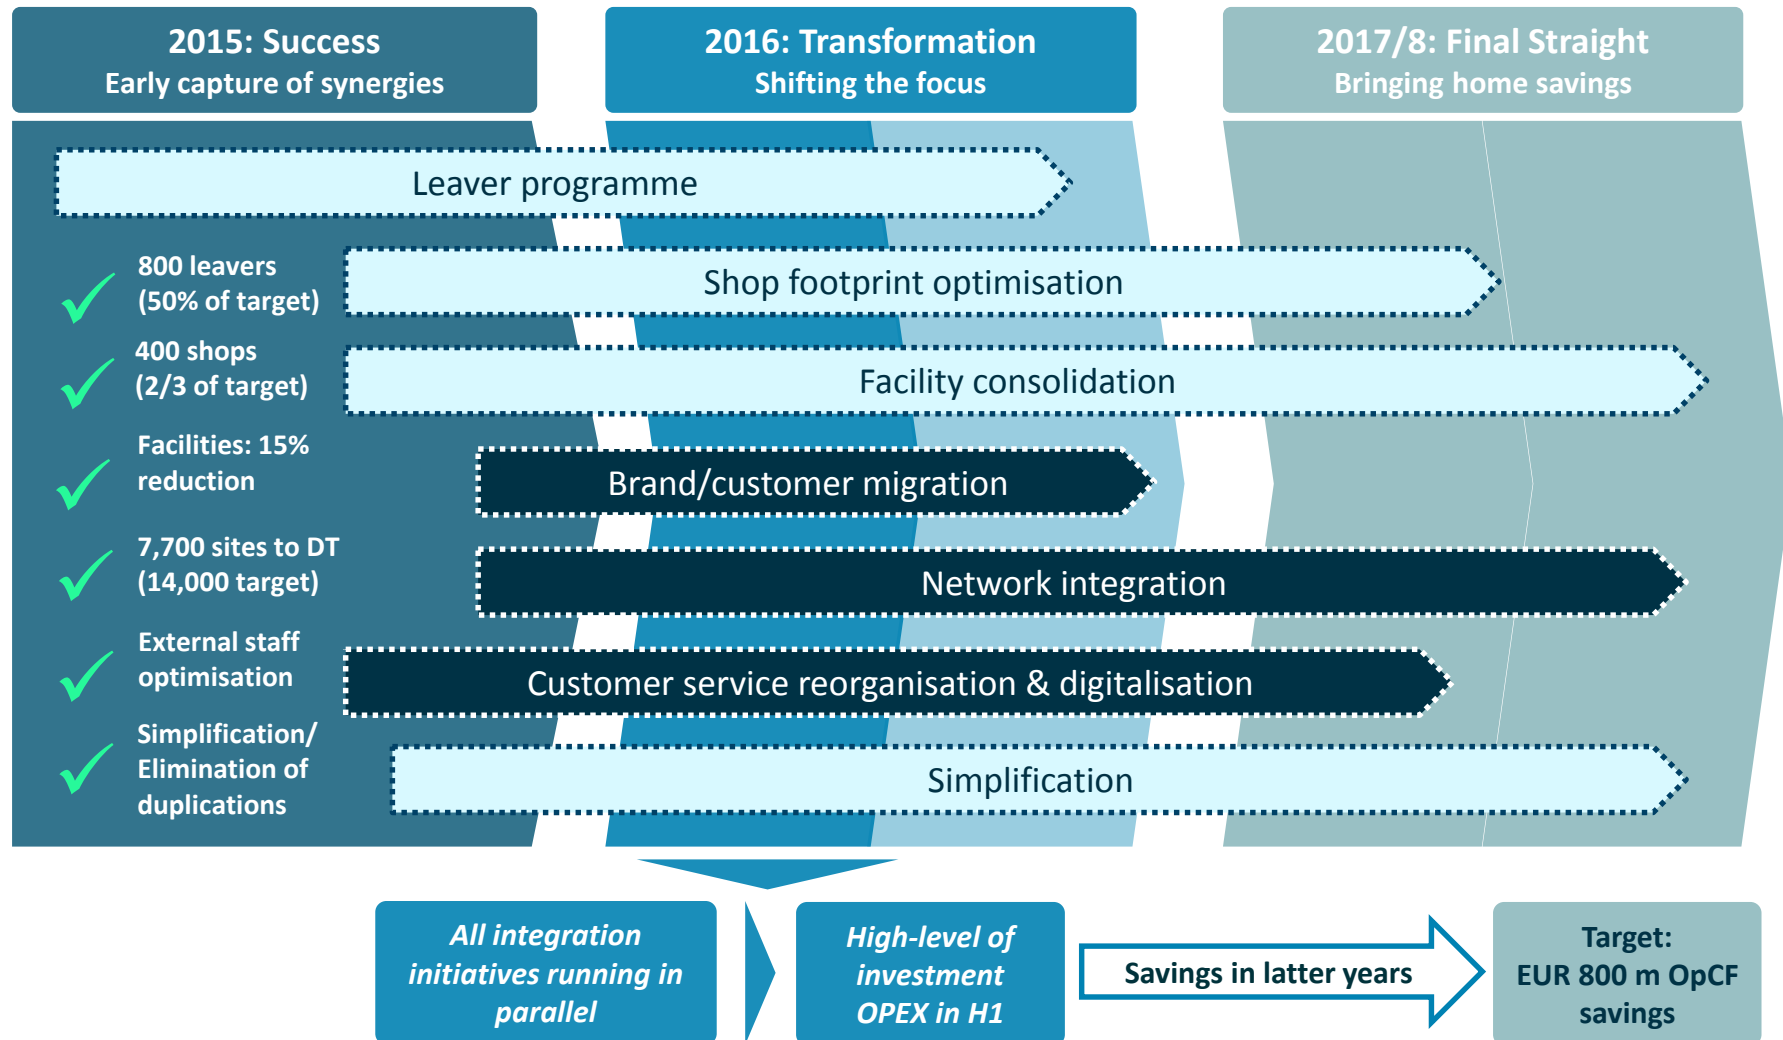 2015: Success
Early capture of synergies
2016: Transformation
Shifting the focus
2017/8: Final Straight
Bringing home savings
Leaver programme
800 leavers
(50% of target)
Shop footprint optimisation
400 shops
(2/3 of target)
Facility consolidation
Facilities: 15%
reduction
Brand/customer migration
7,700 sites to DT
(14,000 target)
Network integration
External staff
optimisation
Customer service reorganisation & digitalisation
Simplification/
Elimination of
duplications
Simplification
All integration
initiatives running in
parallel
High-level of
investment
OPEX in H1
Savings in latter years
Target:
EUR 800 m OpCF
savings